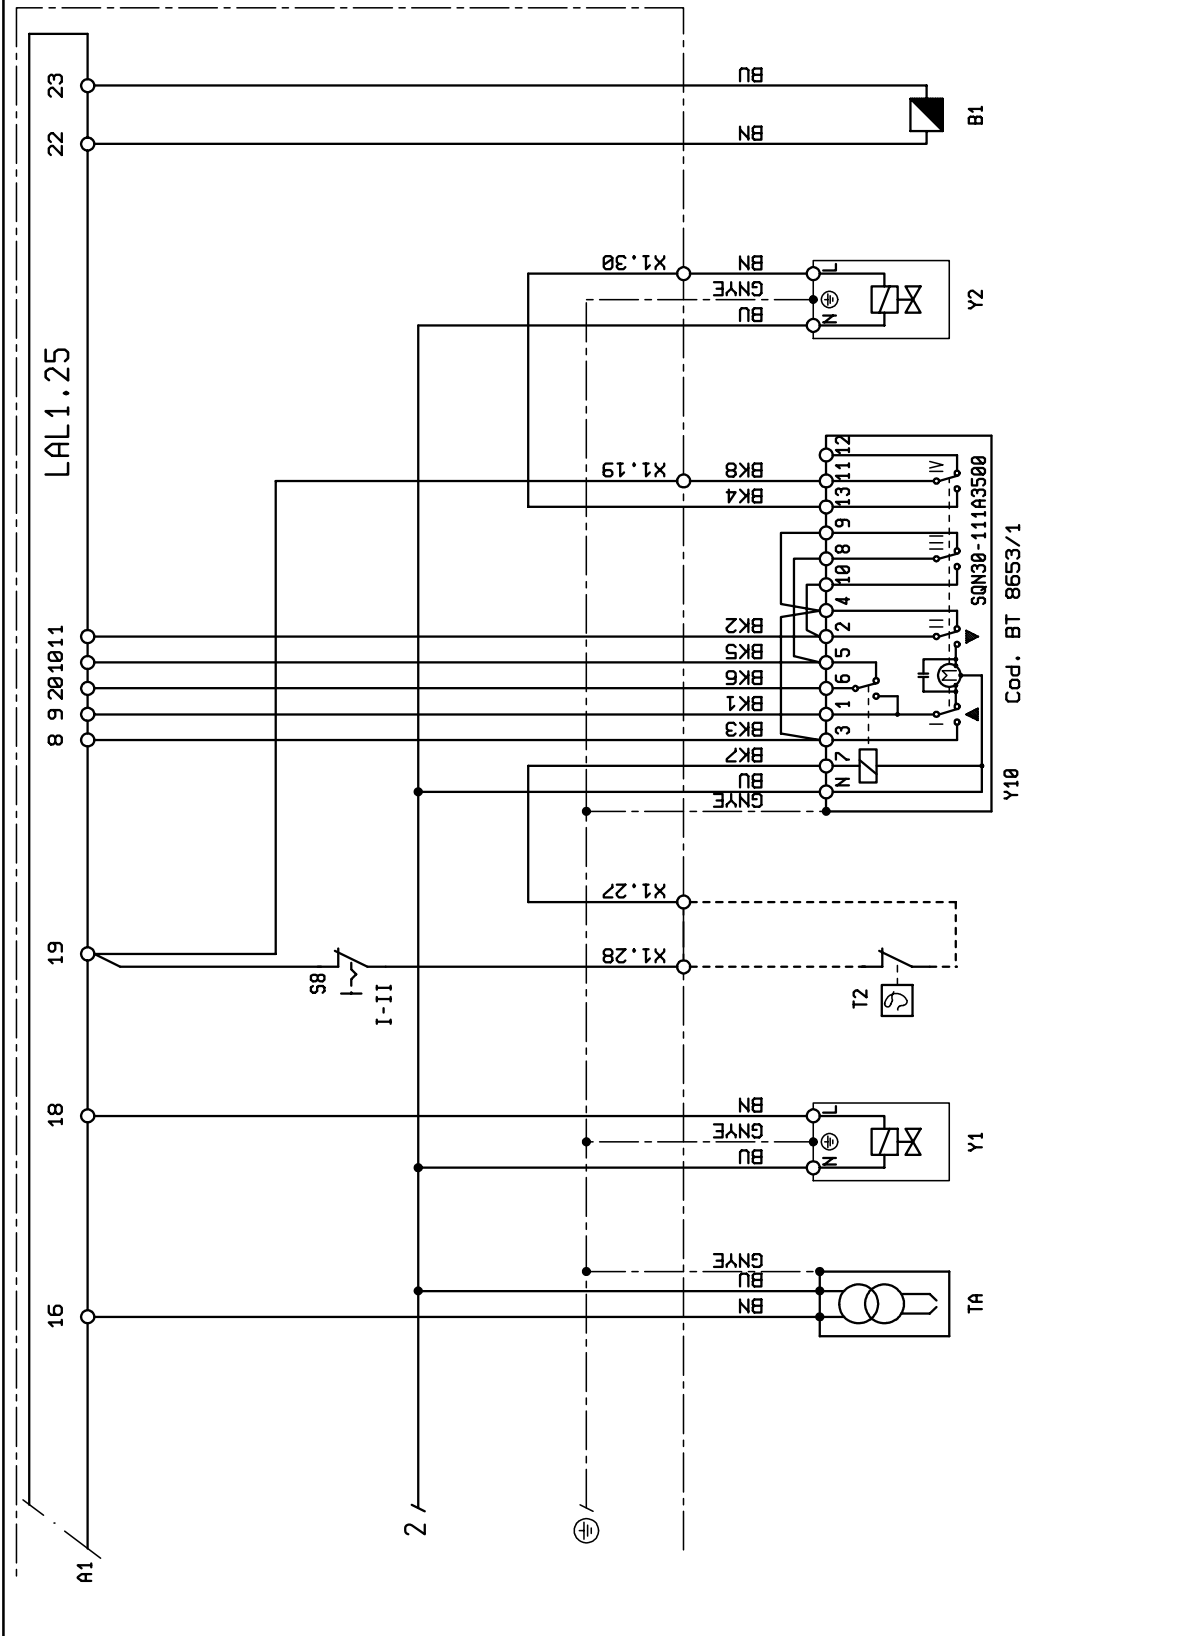 LAL1.25
23
22
11
10
20
9
8
19
18
16
A1
BU
BN
B1
X1.30
BN
GNYE
BU
L
N
Y2
X1.19
BK8
BK4
BK2
BK5
BK6
BK1
BK3
BK7
BU
GNYE
12
11
13
9
8
10
4
2
5
6
1
3
7
N
IV
III
II
I
M
SQN30-111A3500
Cod. BT 8653/1
Y10
X1.27
X1.28
S8
I-II
T2
BN
GNYE
BU
L
N
Y1
GNYE
BU
BN
TA
2